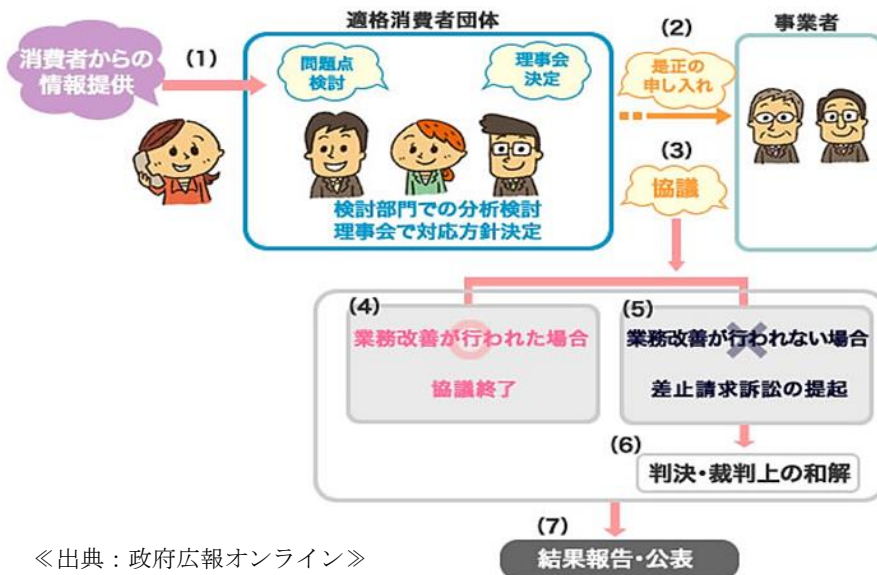 適格消費者団体
事業者
消費者からの
情報提供
(1)
問題点
検討
理事会
決定
(2)
是正の
申し入れ
検討部門での分析検討
理事会で対応方針決定
(3)
協議
(4)
業務改善が行われた場合
協議終了
(5)
業務改善が行われない場合
差止請求訴訟の提起
(6)
判決・裁判上の和解
(7)
結果報告・公表
≪出典：政府広報オンライン≫